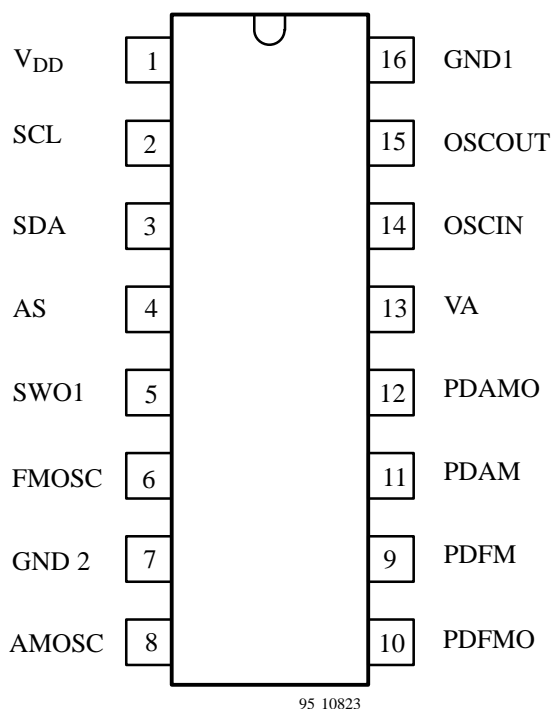 V_DD 1 16 GND1
SCL 2 15 OSCOUT
SDA 3 14 OSCIN
AS 4 13 VA
SWO1 5 12 PDAMO
FMOSC 6 11 PDAM
GND 2 7 9 PDFM
AMOSC 8 10 PDFMO
95 10823